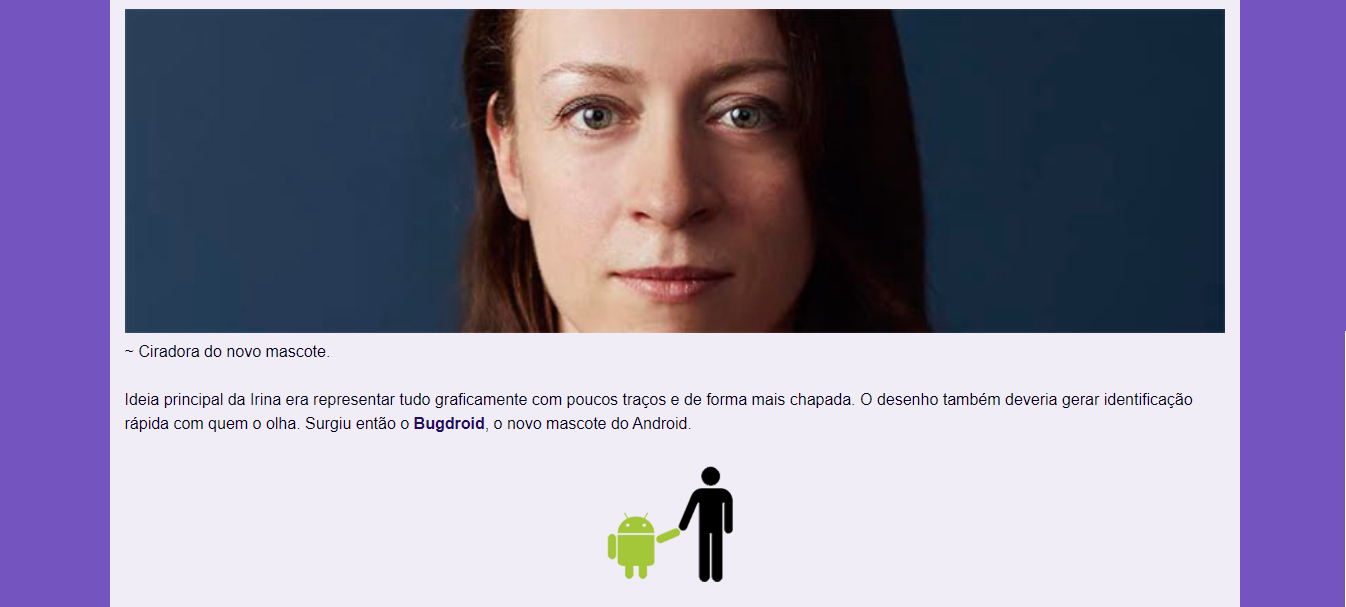 ~ Ciradora do novo mascote.
Ideia principal da Irina era representar tudo graficamente com poucos traços e de forma mais chapada. O desenho também deveria gerar identificação
rápida com quem o olha. Surgiu então o Bugdroid, o novo mascote do Android.